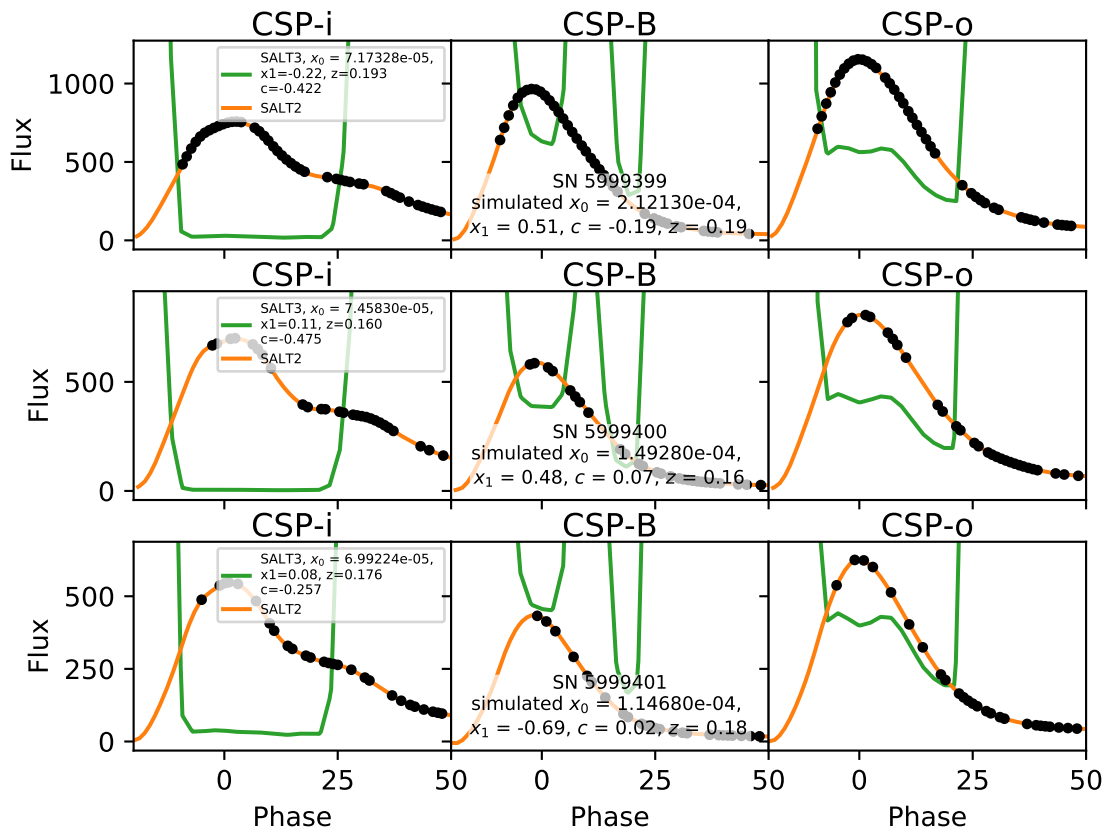 CSP-i CSP-B CSP-o
SALT3, x₀ = 7.17328e-05,
x1=-0.22, z=0.193
c=-0.422
SALT2
Flux
1000
500
0
SN 5999399
simulated x₀ = 2.12130e-04,
x₁ = 0.51, c = -0.19, z = 0.19
CSP-i CSP-B CSP-o
SALT3, x₀ = 7.45830e-05,
x1=0.11, z=0.160
c=-0.475
SALT2
Flux
500
0
SN 5999400
simulated x₀ = 1.49280e-04,
x₁ = 0.48, c = 0.07, z = 0.16
CSP-i CSP-B CSP-o
SALT3, x₀ = 6.99224e-05,
x1=0.08, z=0.176
c=-0.257
SALT2
Flux
500
250
0
SN 5999401
simulated x₀ = 1.14680e-04,
x₁ = -0.69, c = 0.02, z = 0.18
0 25 50 0 25 50 0 25 50
Phase Phase Phase